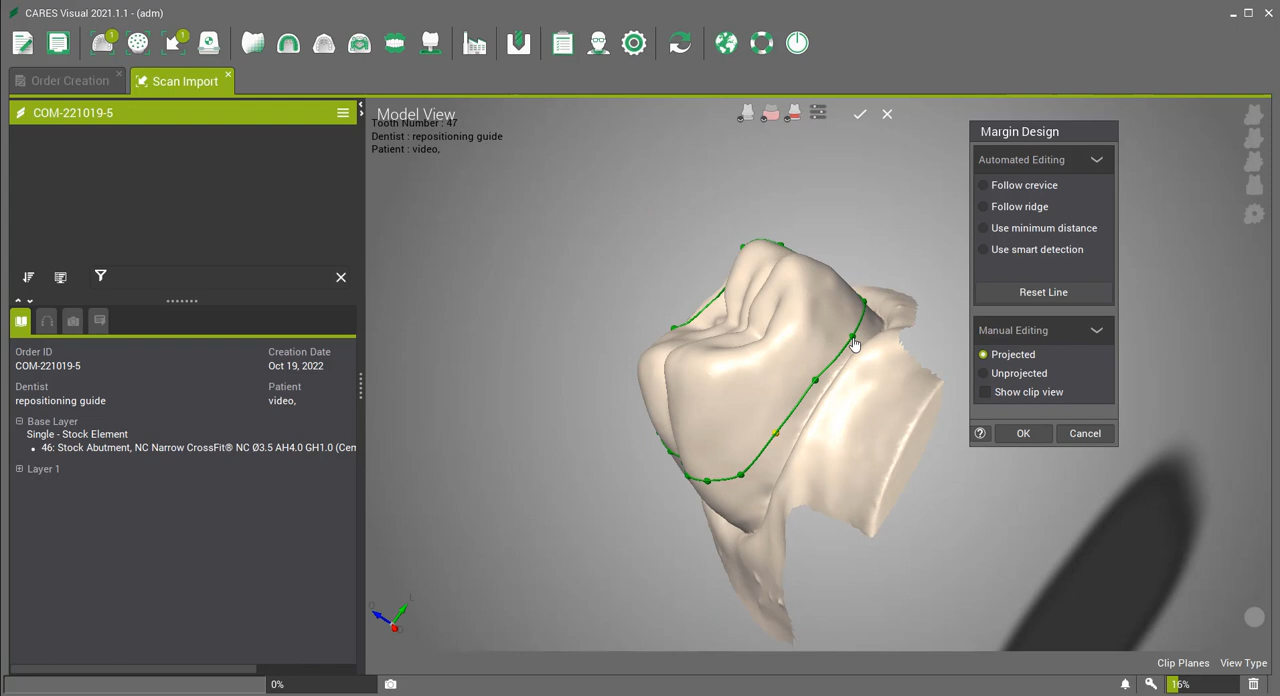 CARES Visual 2021.1.1 - (adm)
1
1
Order Creation
Scan Import
COM-221019-5
Model View
Tooth Number : 47
Dentist : repositioning guide
Patient : video,
Margin Design
Automated Editing
Follow crevice
Follow ridge
Use minimum distance
Use smart detection
Reset Line
Manual Editing
Projected
Unprojected
Show clip view
OK
Cancel
Order ID
Creation Date
COM-221019-5
Oct 19, 2022
Dentist
Patient
repositioning guide
video,
Base Layer
Single - Stock Element
46: Stock Abutment, NC Narrow CrossFit® NC Ø3.5 AH4.0 GH1.0 (Cem
Layer 1
Clip Planes
View Type
0%
16%